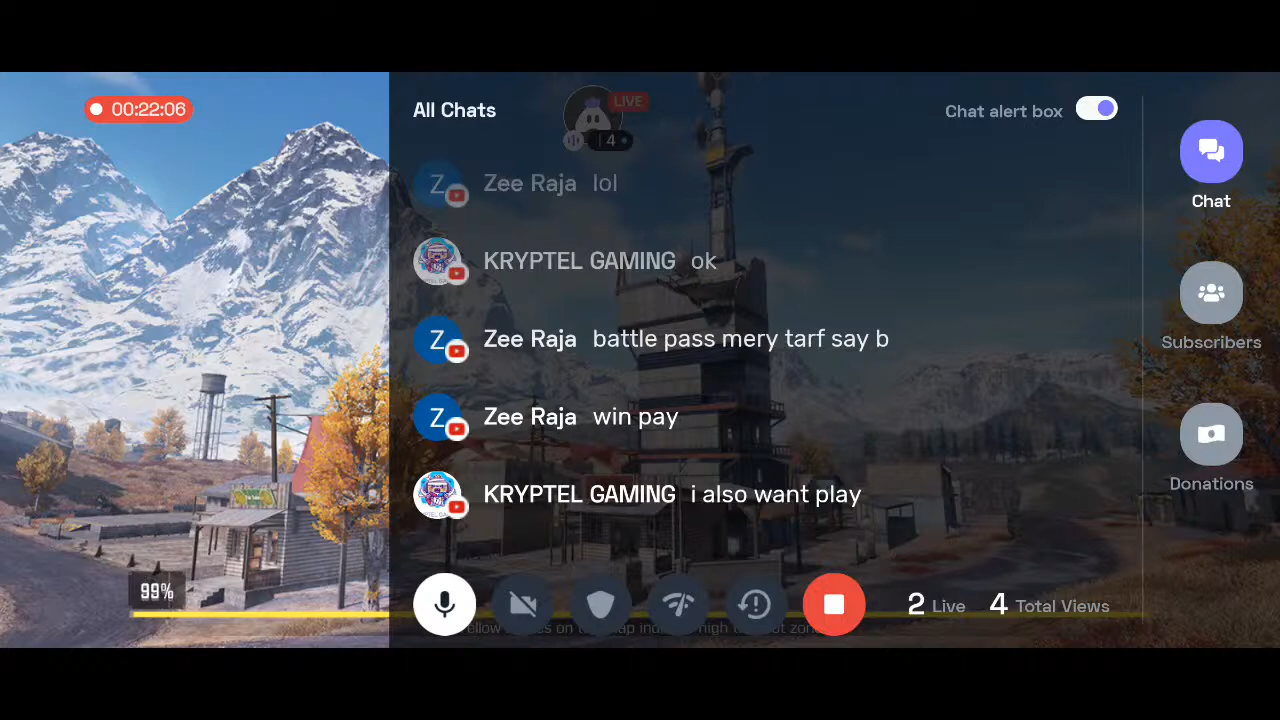 00:22:06
All Chats
LIVE
4
Chat alert box
Zee Raja lol
Chat
KRYPTEL GAMING ok
Zee Raja battle pass mery tarf say b
Subscribers
Zee Raja win pay
KRYPTEL GAMING i also want play
Donations
99%
2 Live 4 Total Views